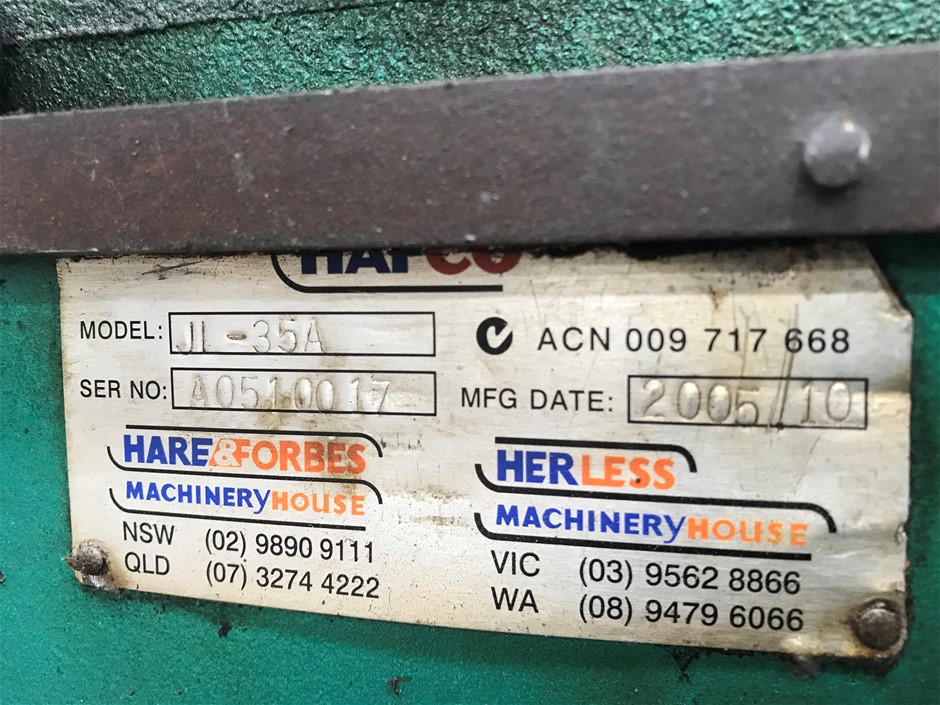 HAFCO
MODEL: JL-35A
ACN 009 717 668
SER NO: A0510017
MFG DATE: 2005//10
HARE&FORBES
MACHINERYHOUSE
NSW (02) 9890 9111
QLD (07) 3274 4222
HERLESS
MACHINERYHOUSE
VIC (03) 9562 8866
WA (08) 9479 6066